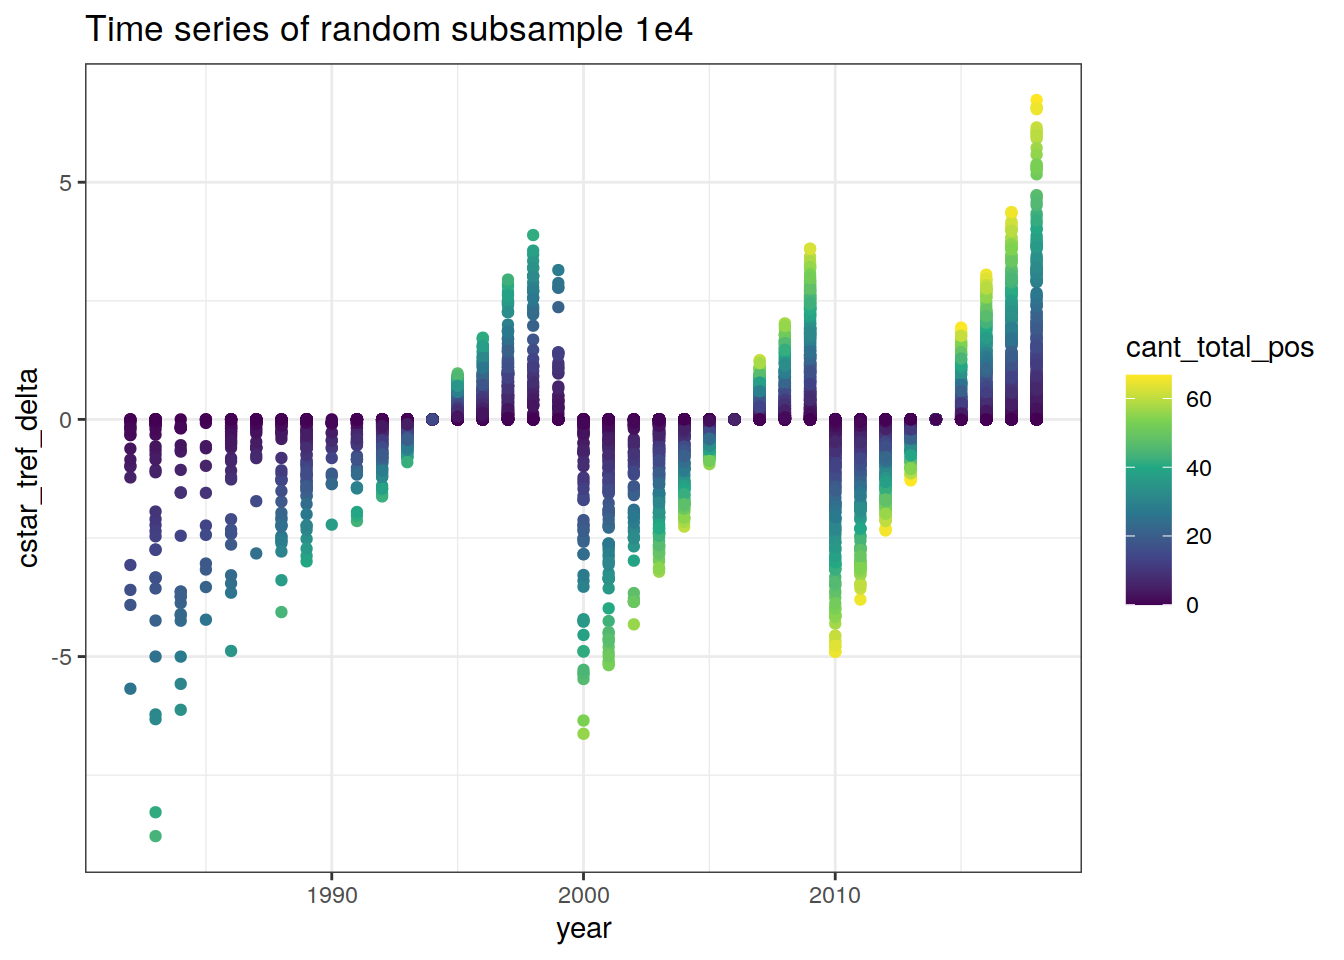 Time series of random subsample 1e4
cstar_tref_delta
5
0
-5
1990
2000
2010
year
cant_total_pos
60
40
20
0